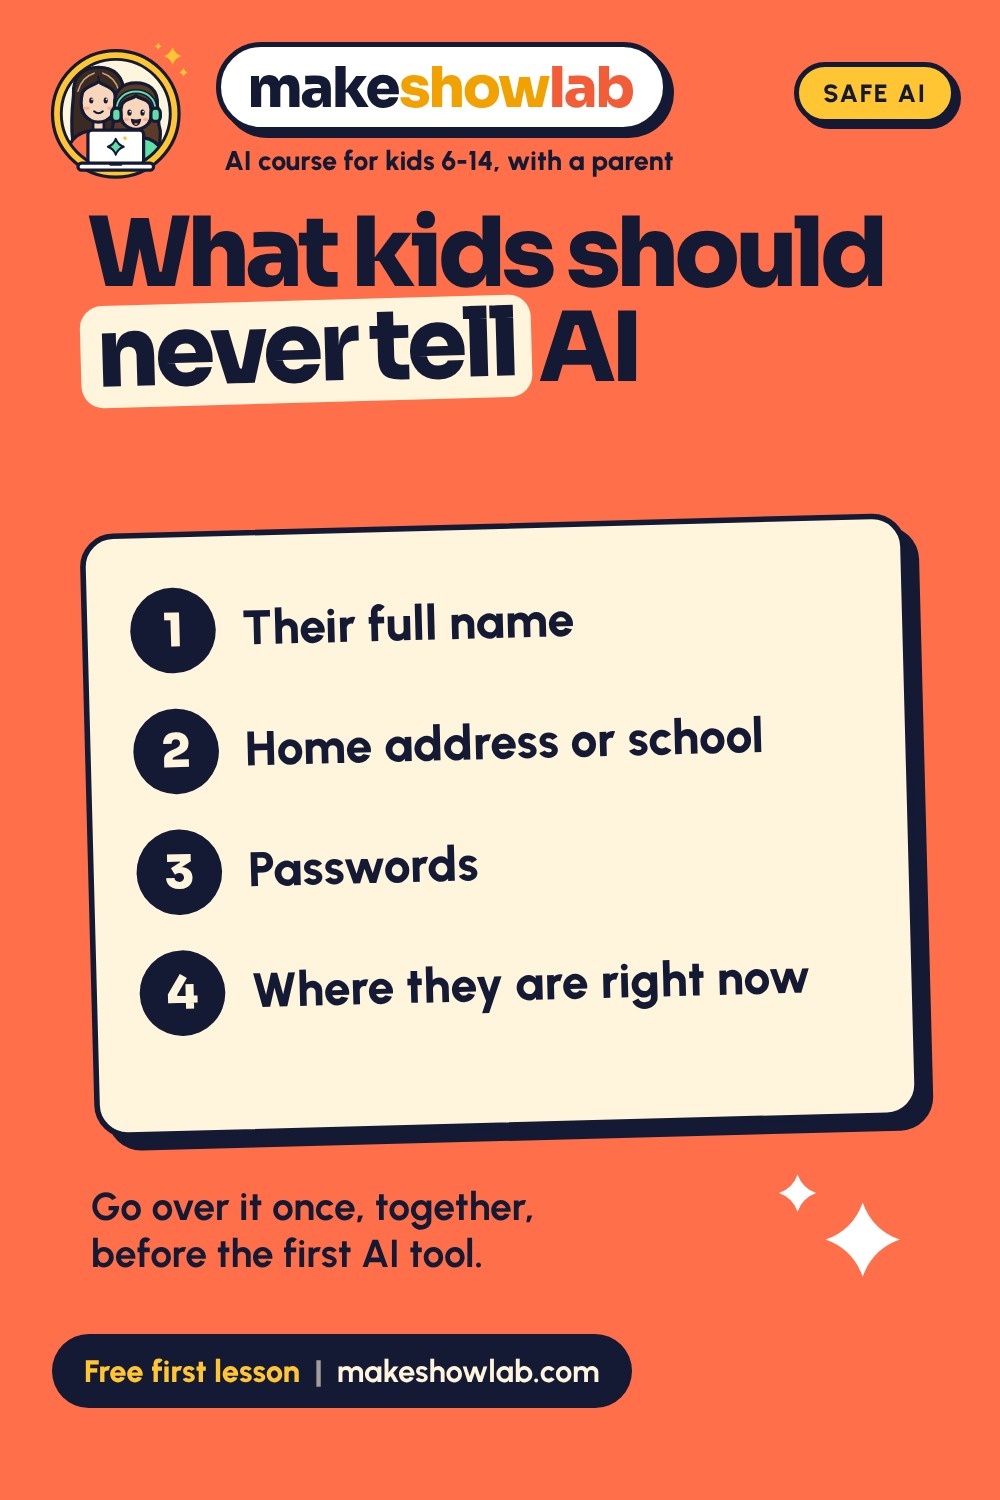 makeshowlab
SAFE AI
AI course for kids 6-14, with a parent
What kids should
never tell AI
1 Their full name
2 Home address or school
3 Passwords
4 Where they are right now
Go over it once, together,
before the first AI tool.
Free first lesson | makeshowlab.com